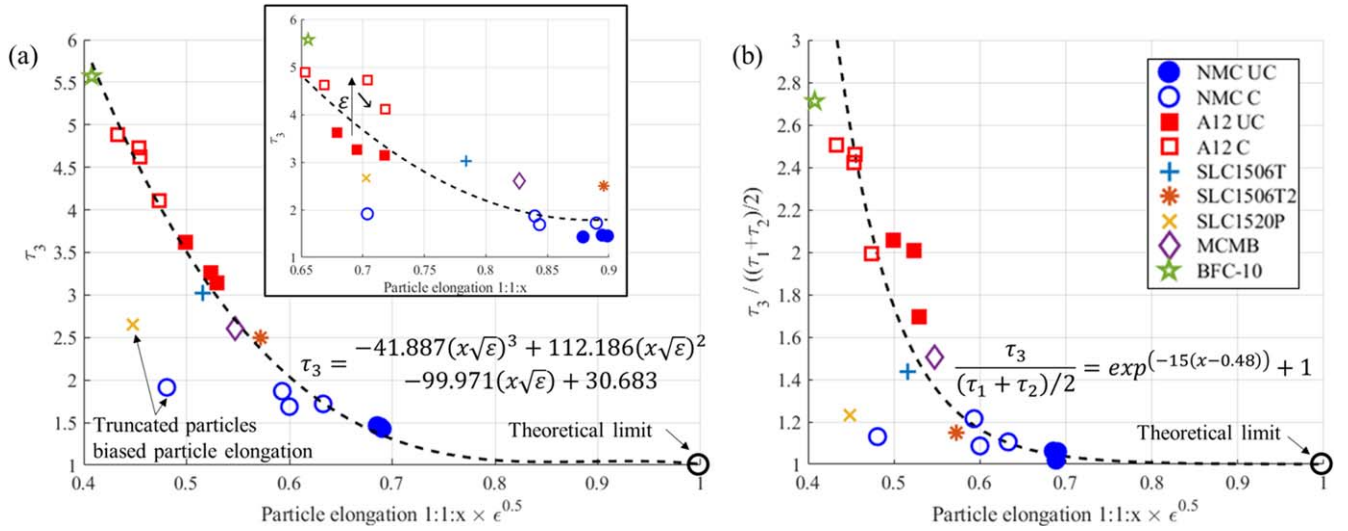 (a)
6
5.5
5
4.5
4
3.5
3
2.5
2
1.5
1
τ₃
0.4
0.5
0.6
0.7
0.8
0.9
1
Particle elongation 1:1:x × ϵ^0.5
6
5
4
3
2
1
τ₃
ε
0.65
0.7
0.75
0.8
0.85
0.9
Particle elongation 1:1:x
τ₃ = −41.887(x√ε)³ + 112.186(x√ε)²
−99.971(x√ε) + 30.683
Truncated particles
biased particle elongation
Theoretical limit
(b)
3
2.8
2.6
2.4
2.2
2
1.8
1.6
1.4
1.2
1
τ₃ / ((τ₁+τ₂)/2)
0.4
0.5
0.6
0.7
0.8
0.9
1
Particle elongation 1:1:x × ϵ^0.5
NMC UC
NMC C
A12 UC
A12 C
SLC1506T
SLC1506T2
SLC1520P
MCMB
BFC-10
τ₃ / (τ₁ + τ₂)/2 = exp^(−15(x−0.48)) + 1
Theoretical limit